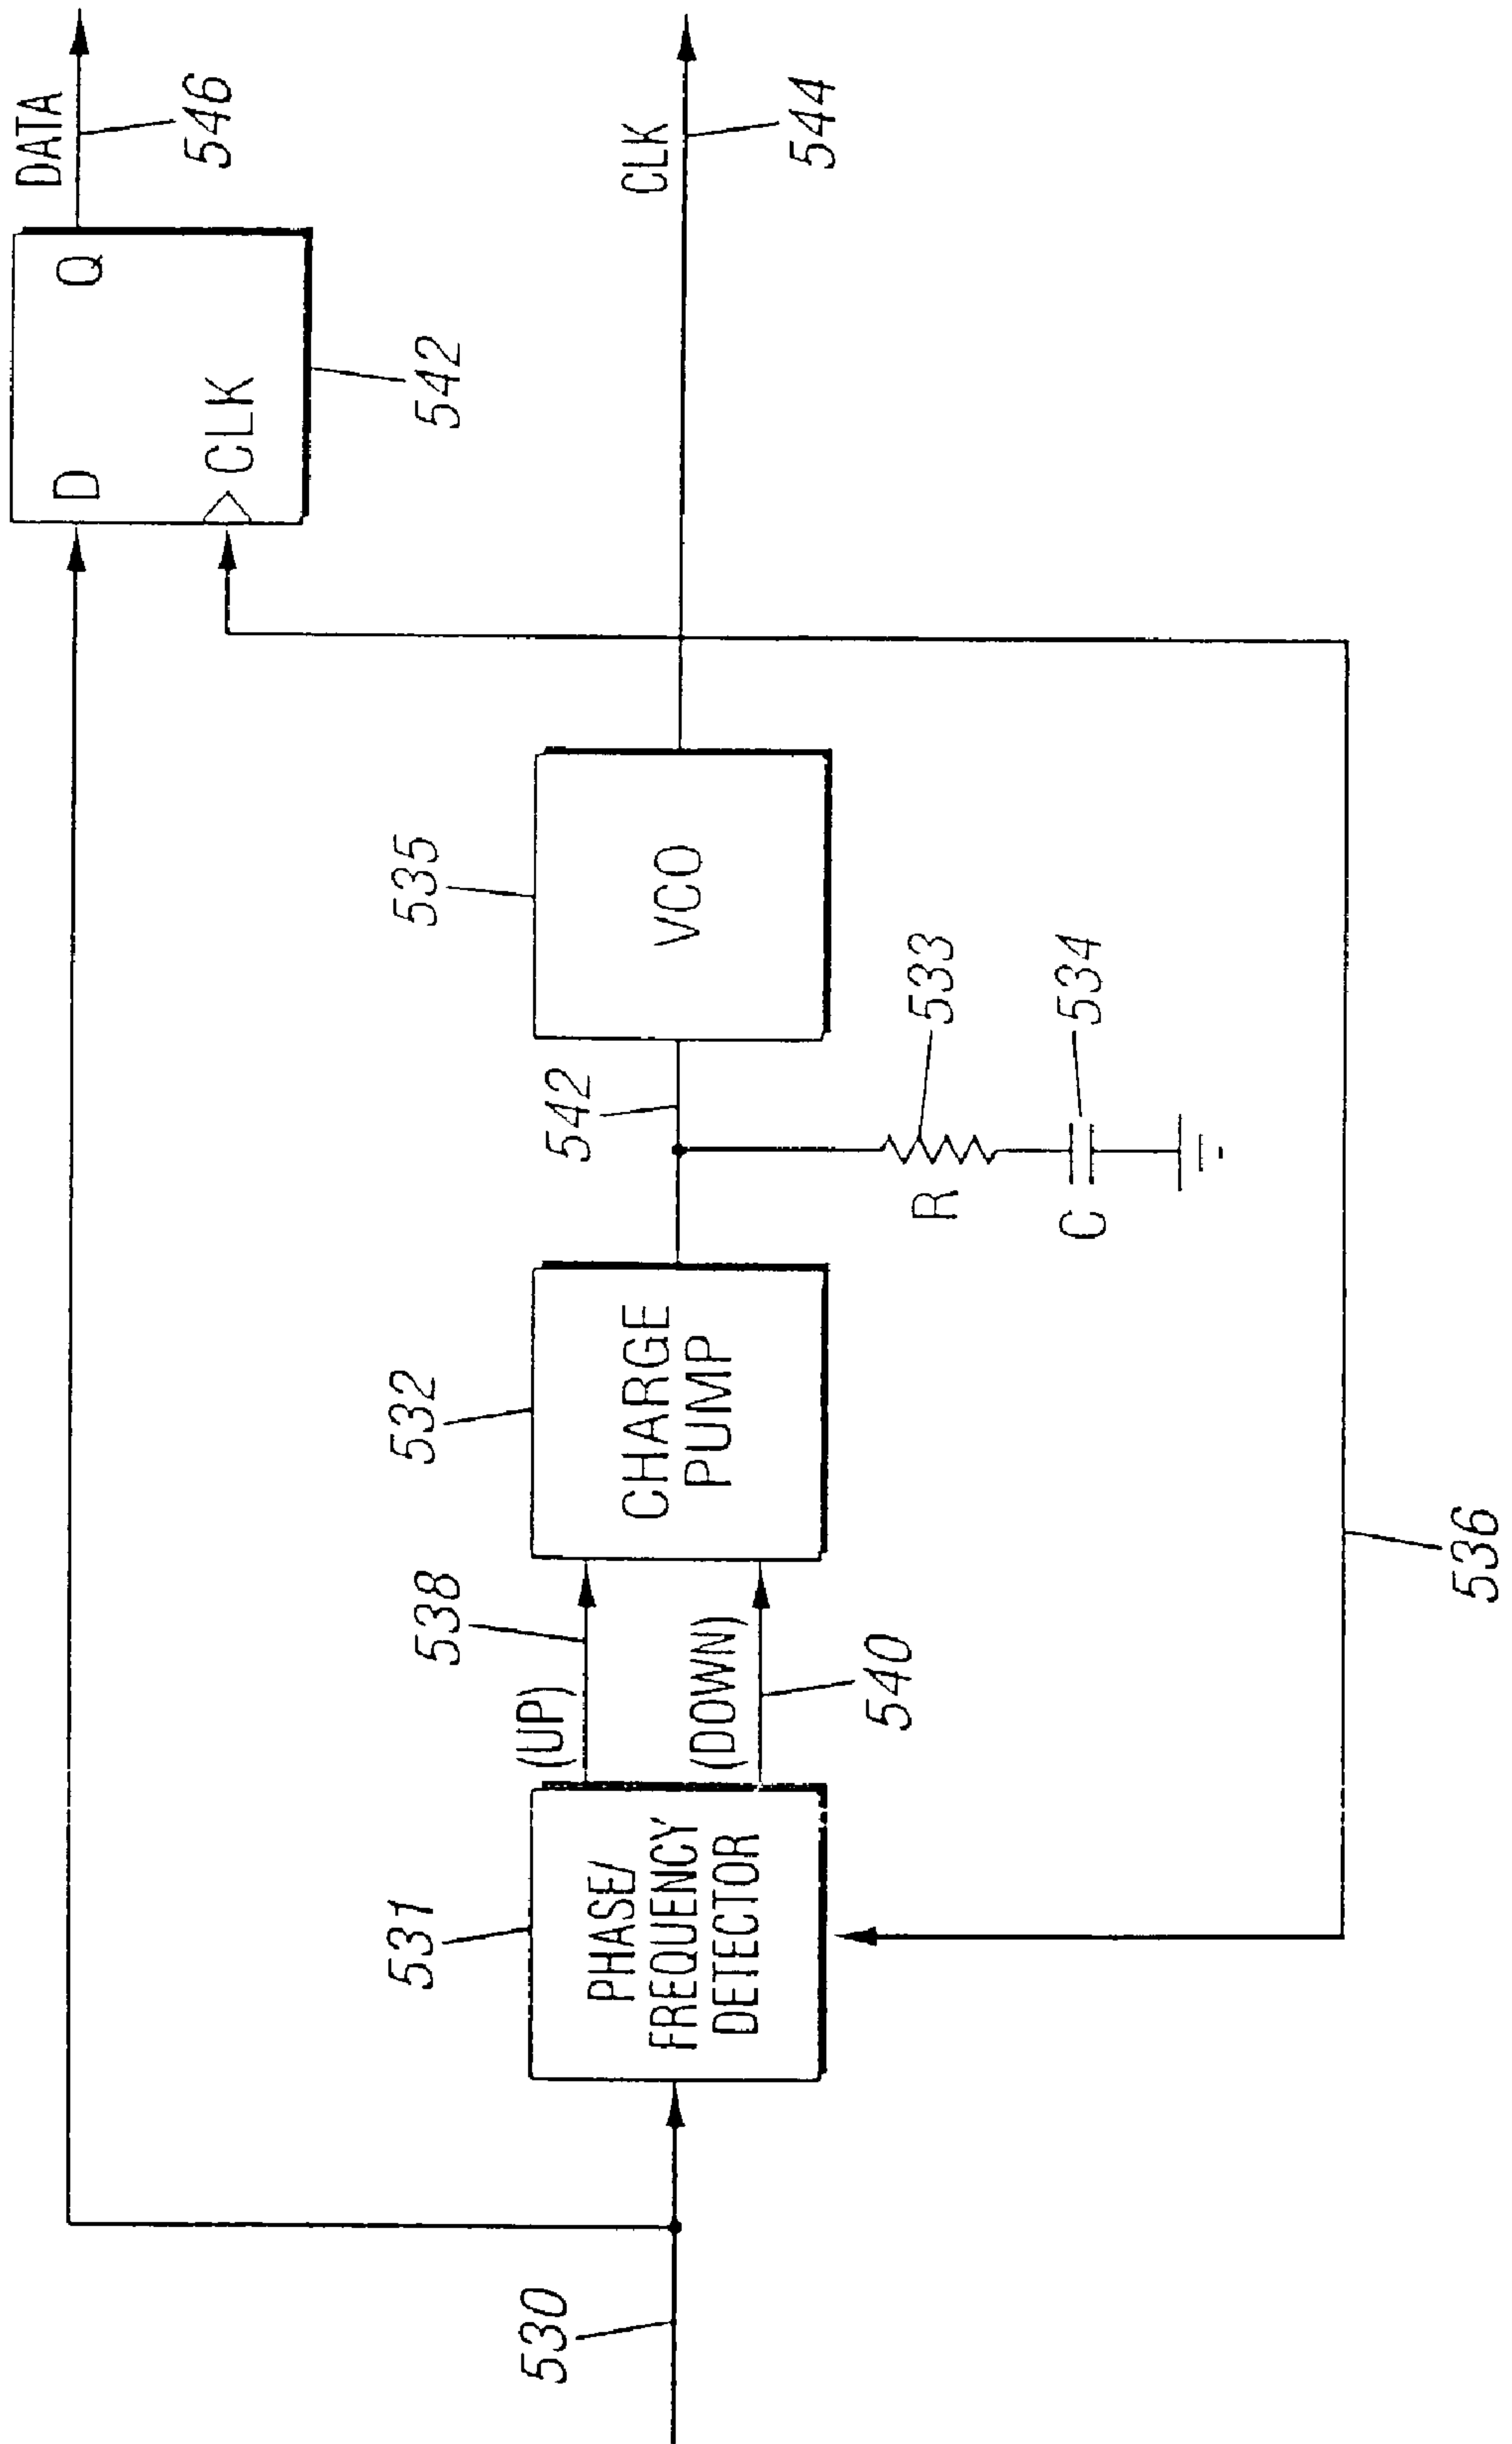 DATA
546
D
Q
CLK
542
CLK
544
535
VCO
542
533
R
534
C
532
CHARGE
PUMP
538
(UP)
(DOWN)
540
531
PHASE/
FREQUENCY
DETECTOR
530
536